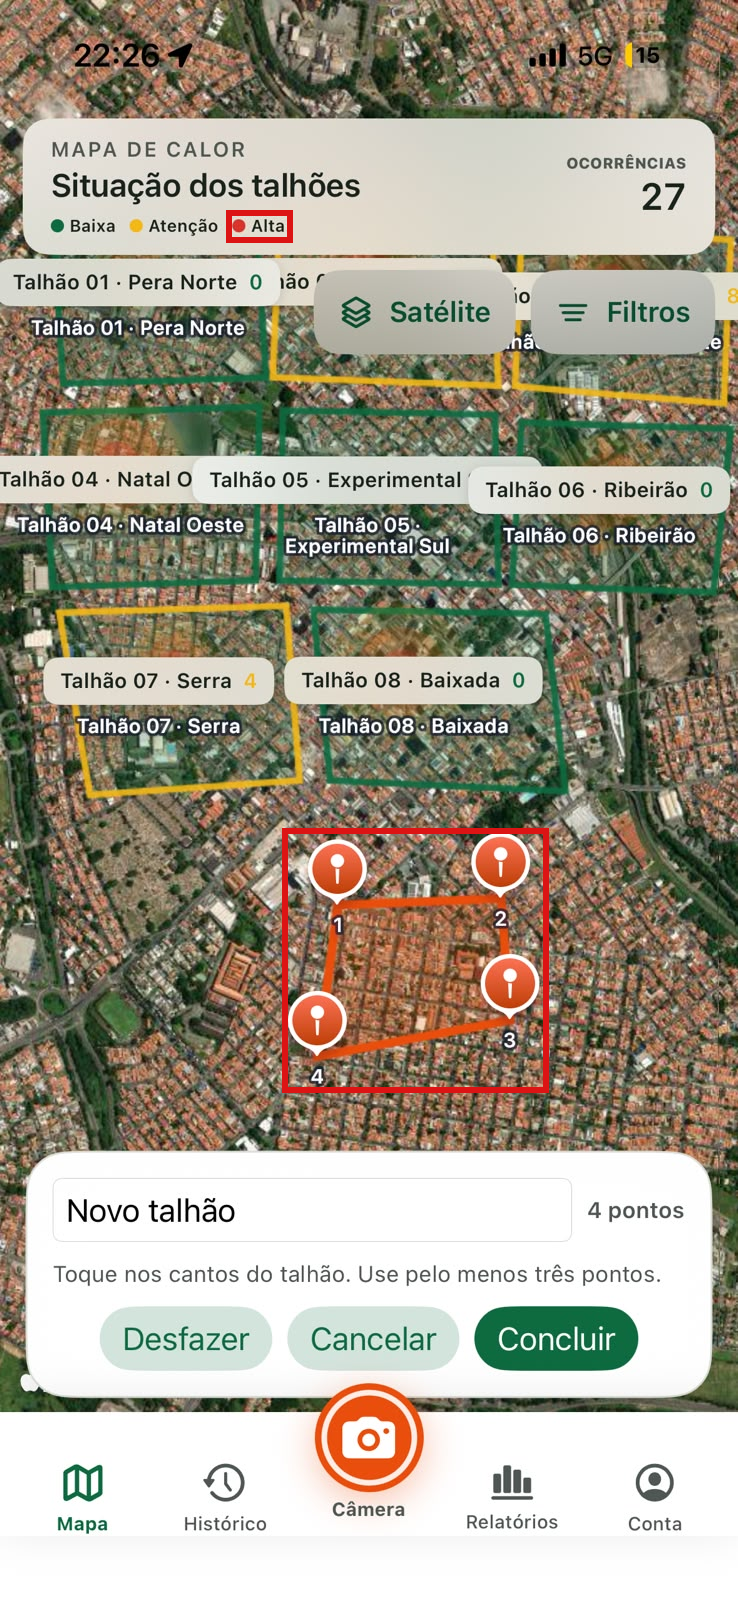 22:26
5G
15
MAPA DE CALOR
Situação dos talhões
Baixa
Atenção
Alta
OCORRÊNCIAS
27
Talhão 01 · Pera Norte 0
Talhão 01 · Pera Norte
8
Satélite
Filtros
Talhão 04 · Natal O
Talhão 05 · Experimental
Talhão 06 · Ribeirão 0
Talhão 04 · Natal Oeste
Talhão 05 ·
Experimental Sul
Talhão 06 · Ribeirão
Talhão 07 · Serra 4
Talhão 08 · Baixada 0
Talhão 07 · Serra
Talhão 08 · Baixada
1
2
3
4
Novo talhão
4 pontos
Toque nos cantos do talhão. Use pelo menos três pontos.
Desfazer
Cancelar
Concluir
Mapa
Histórico
Câmera
Relatórios
Conta